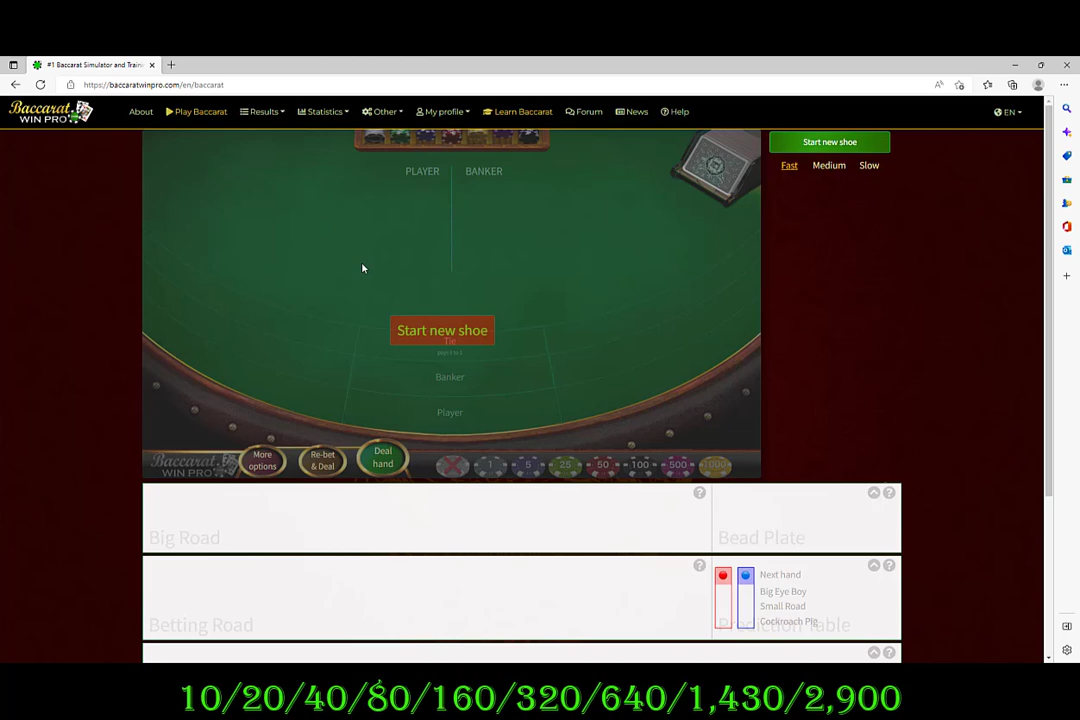 #1 Baccarat Simulator and Traini
https://baccaratwinpro.com/en/baccarat
Baccarat
WIN PRO
About
Play Baccarat
Results
Statistics
Other
My profile
Learn Baccarat
Forum
News
Help
EN
Start new shoe
Fast Medium Slow
PLAYER BANKER
Start new shoe
Tie
Banker
Player
Baccarat
WIN PRO
More
options
Re-bet
& Deal
Deal
hand
1 5 25 50 100 500 1000
Big Road
Bead Plate
Next hand
Big Eye Boy
Small Road
Cockroach Pig
Betting Road
Prediction Table
10/20/40/80/160/320/640/1,430/2,900